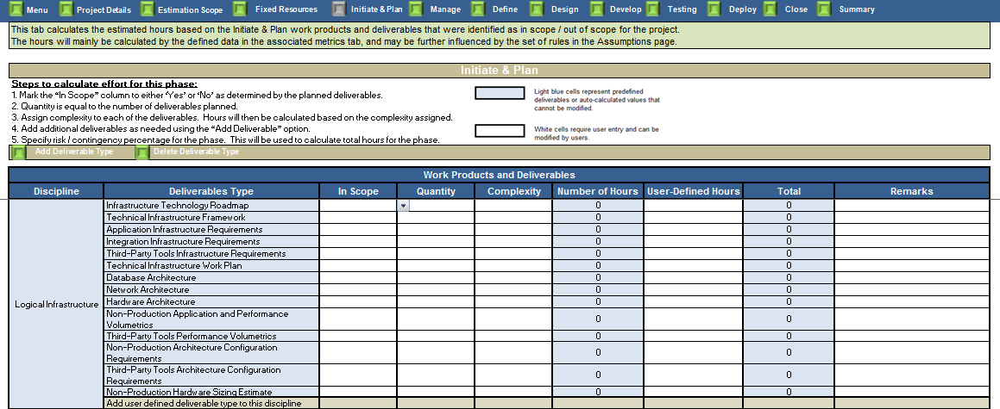 Menu Project Details Estimation Scope Fixed Resources Initiate & Plan Manage Define Design Develop Testing Deploy Close Summary
This tab calculates the estimated hours based on the Initiate & Plan work products and deliverables that were identified as in scope / out of scope for the project.
The hours will mainly be calculated by the defined data in the associated metrics tab, and may be further influenced by the set of rules in the Assumptions page.
Initiate & Plan
Steps to calculate effort for this phase:
1. Mark the "In Scope" column to either 'Yes' or 'No' as determined by the planned deliverables.
2. Quantity is equal to the number of deliverables planned.
3. Assign complexity to each of the deliverables. Hours will then be calculated based on the complexity assigned.
4. Add additional deliverables as needed using the "Add Deliverable" option.
5. Specify risk / contingency percentage for the phase. This will be used to calculate total hours for the phase.
Light blue cells represent predefined
deliverables or auto-calculated values that
cannot be modified.
White cells require user entry and can be
modified by users.
Add Deliverable Type Delete Deliverable Type
Work Products and Deliverables
Discipline Deliverables Type In Scope Quantity Complexity Number of Hours User-Defined Hours Total Remarks
Logical Infrastructure
Infrastructure Technology Roadmap 0 0
Technical Infrastructure Framework 0 0
Application Infrastructure Requirements 0 0
Integration Infrastructure Requirements 0 0
Third-Party Tools Infrastructure Requirements 0 0
Technical Infrastructure Work Plan 0 0
Database Architecture 0 0
Network Architecture 0 0
Hardware Architecture 0 0
Non-Production Application and Performance
Volumetrics 0 0
Third-Party Tools Performance Volumetrics 0 0
Non-Production Architecture Configuration
Requirements 0 0
Third-Party Tools Architecture Configuration
Requirements 0 0
Non-Production Hardware Sizing Estimate 0 0
Add user defined deliverable type to this discipline